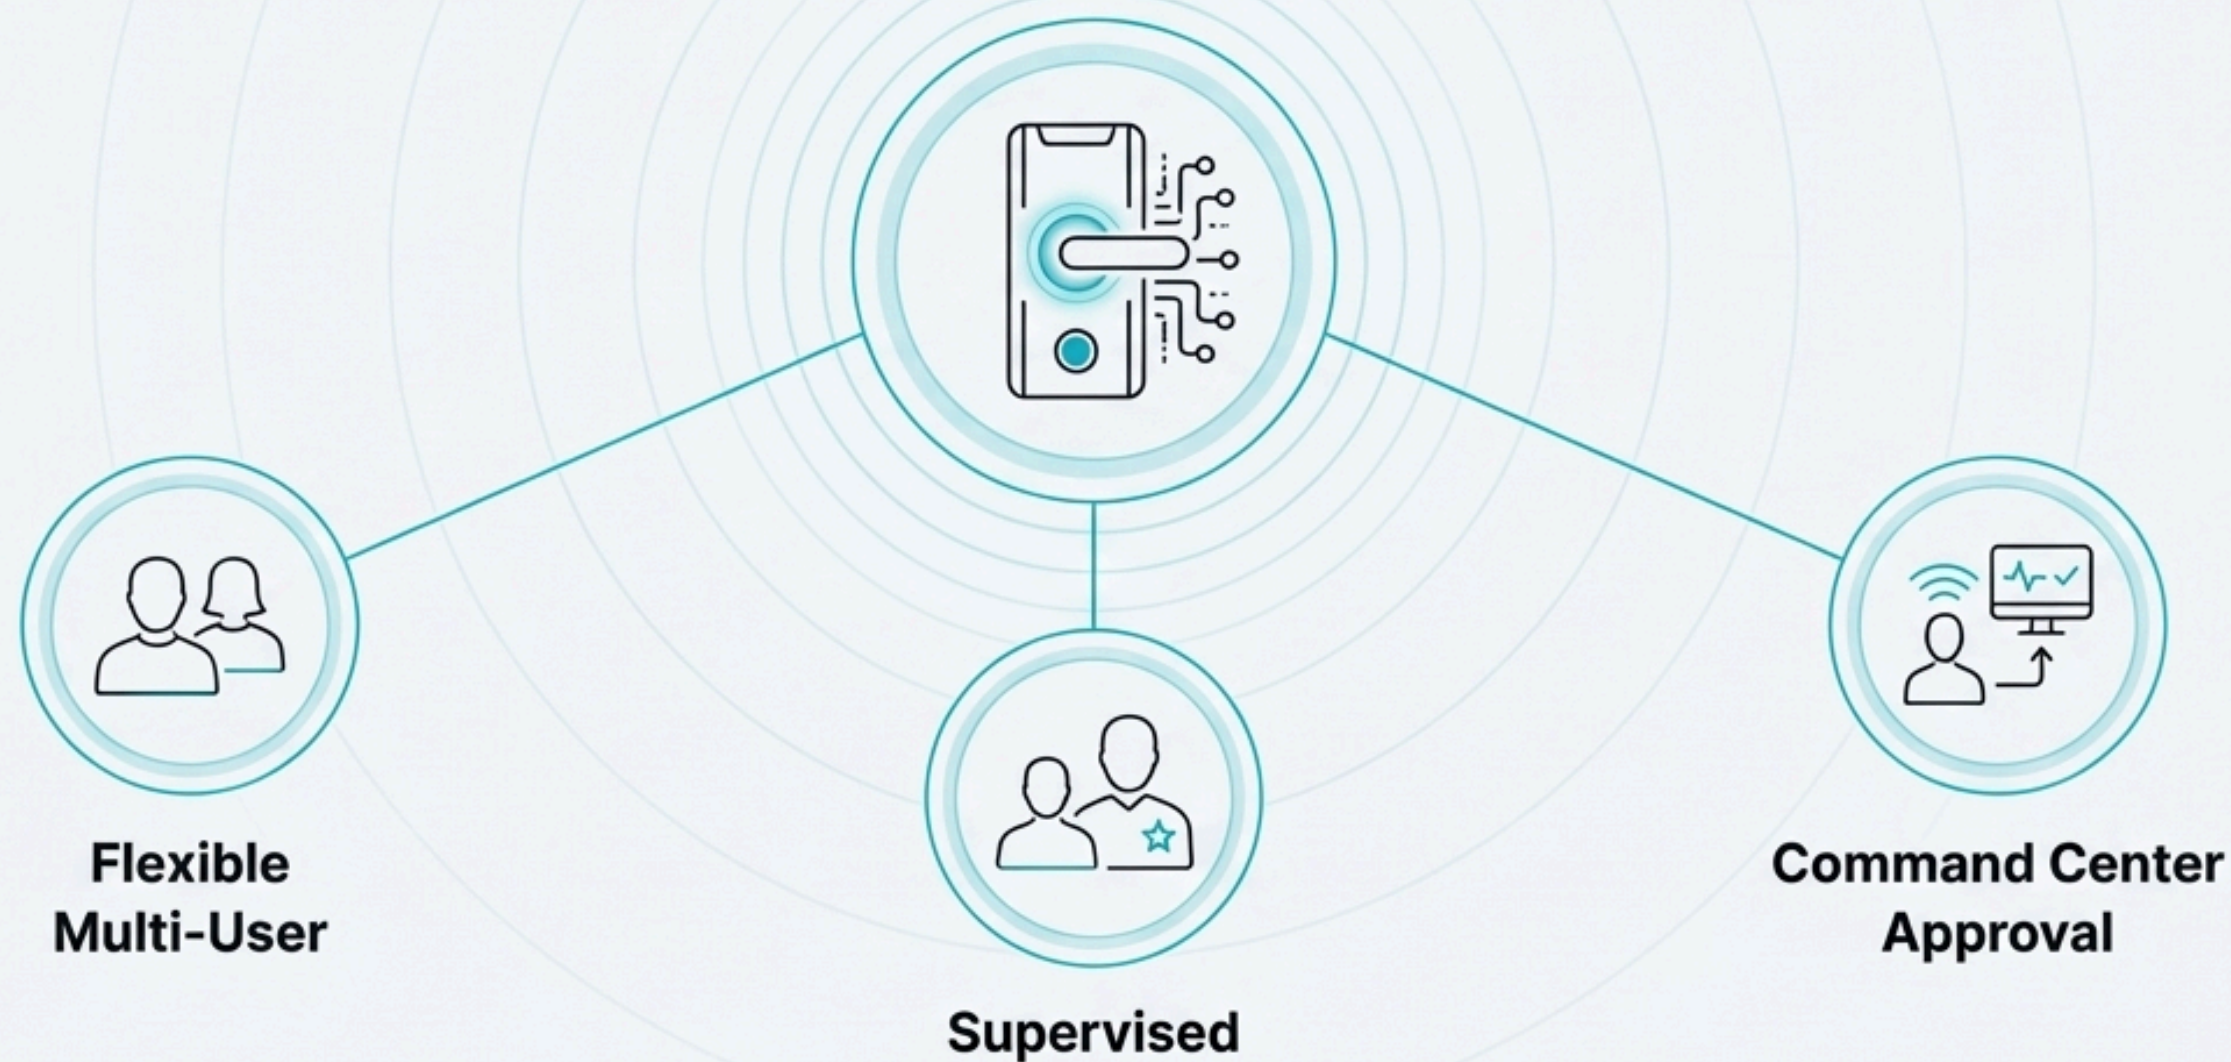 Flexible
Multi-User
Supervised
Command Center
Approval